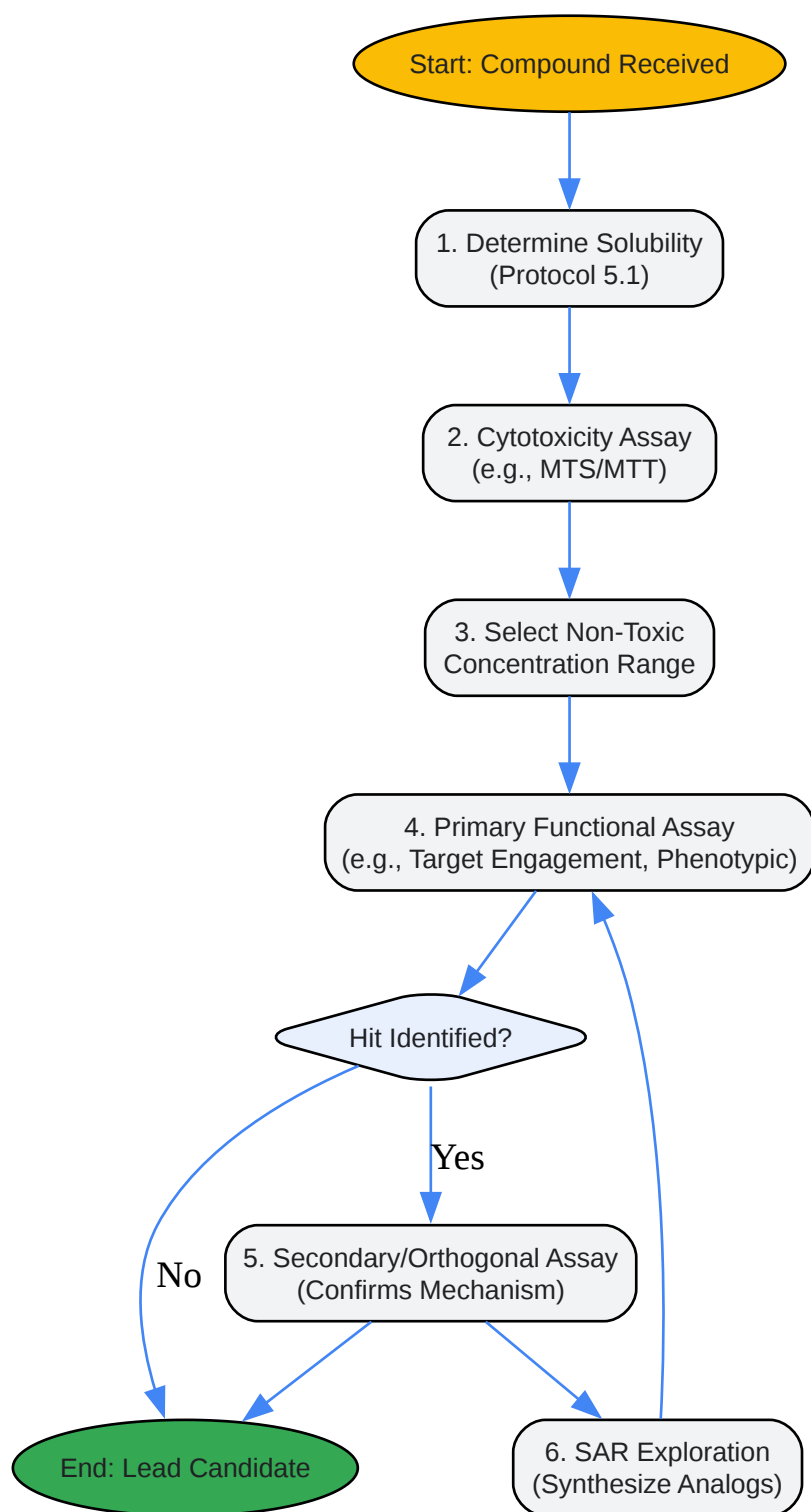 Start: Compound Received
1. Determine Solubility
(Protocol 5.1)
2. Cytotoxicity Assay
(e.g., MTS/MTT)
3. Select Non-Toxic
Concentration Range
4. Primary Functional Assay
(e.g., Target Engagement, Phenotypic)
Hit Identified?
Yes
No
5. Secondary/Orthogonal Assay
(Confirms Mechanism)
End: Lead Candidate
6. SAR Exploration
(Synthesize Analogs)